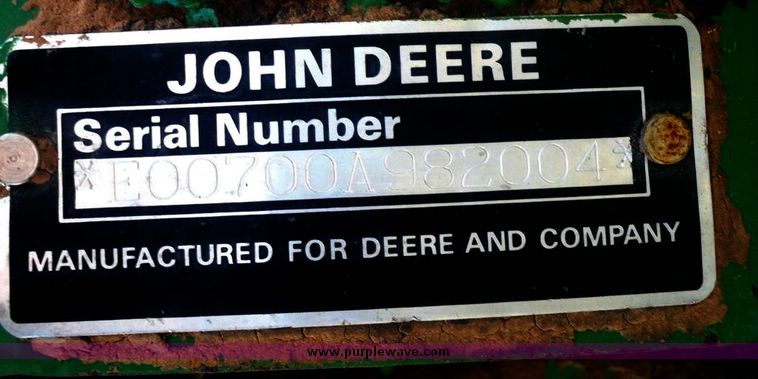 JOHN DEERE
Serial Number
*E00700A982004*
MANUFACTURED FOR DEERE AND COMPANY
www.purplewave.com